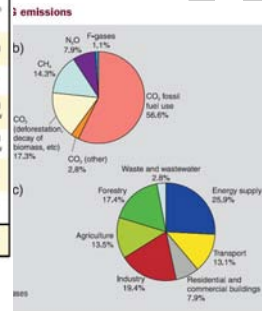 emissions
b)
F-gases
1,1%
N₂O
7.9%
CH₄
14.3%
CO₂ fossil
fuel use
56.6%
CO₂
(deforestation,
decay of
biomass, etc)
17.3%
CO₂ (other)
2,8%
c)
Waste and wastewater
2.8%
Forestry
17.4%
Energy supply
25.9%
Agriculture
13.5%
Transport
13.1%
Industry
19.4%
Residential and
commercial buildings
7.9%
ases